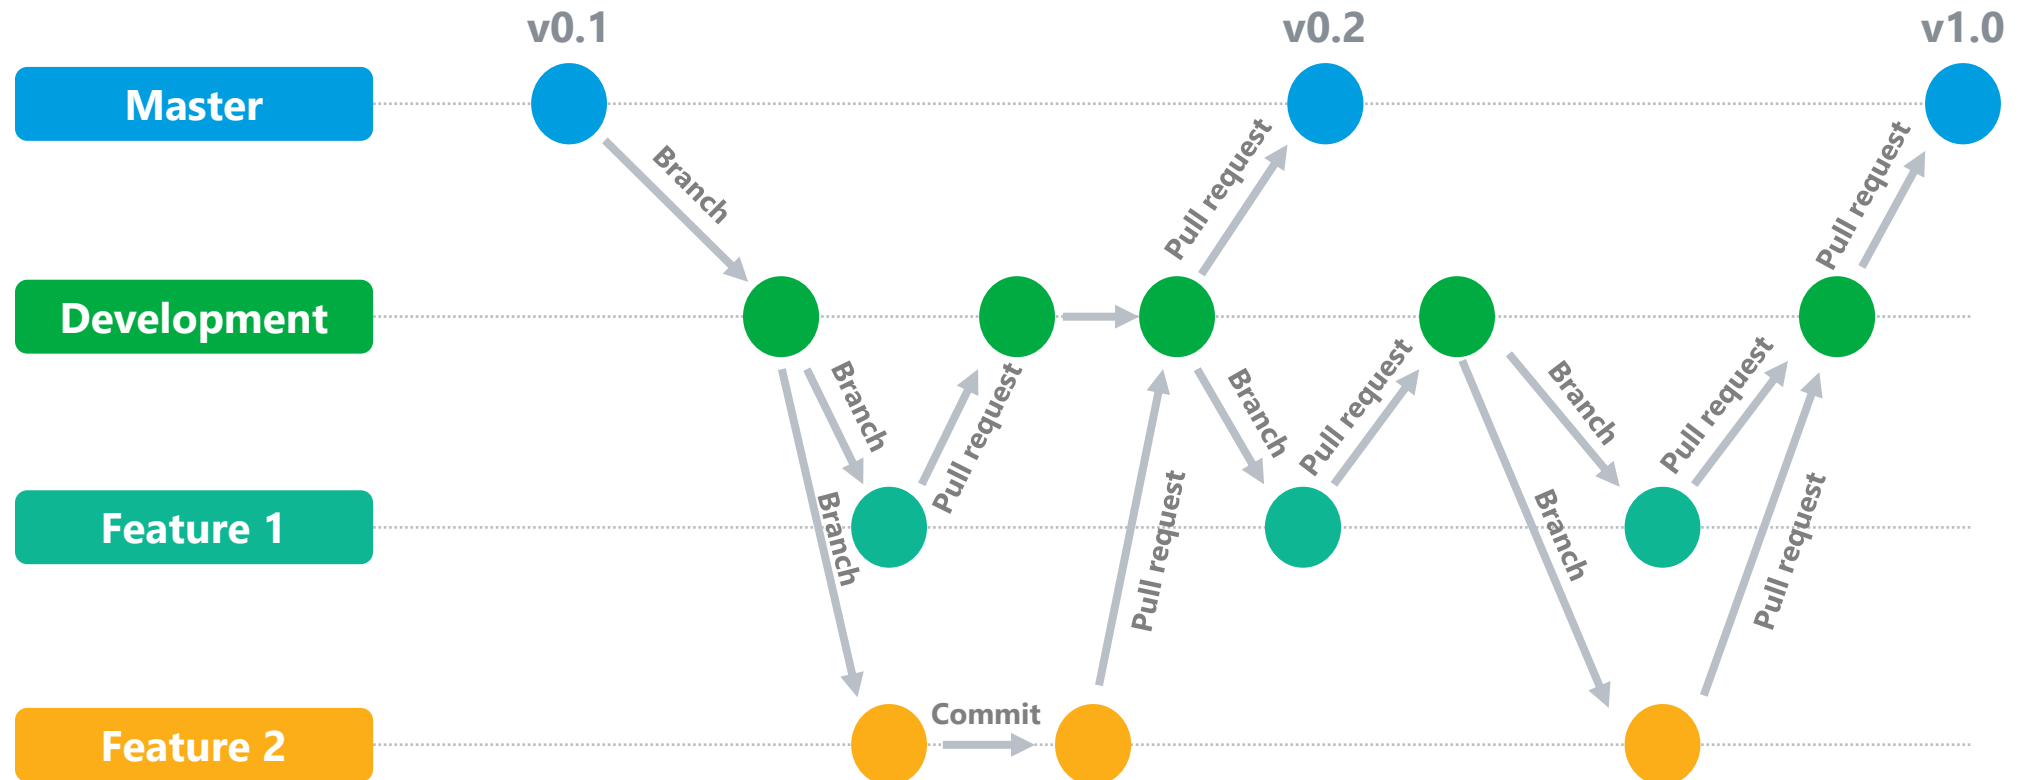 v0.1
v0.2
v1.0
Master
Branch
Pull request
Pull request
Development
Branch
Pull request
Branch
Pull request
Branch
Pull request
Branch
Pull request
Branch
Pull request
Feature 1
Commit
Feature 2